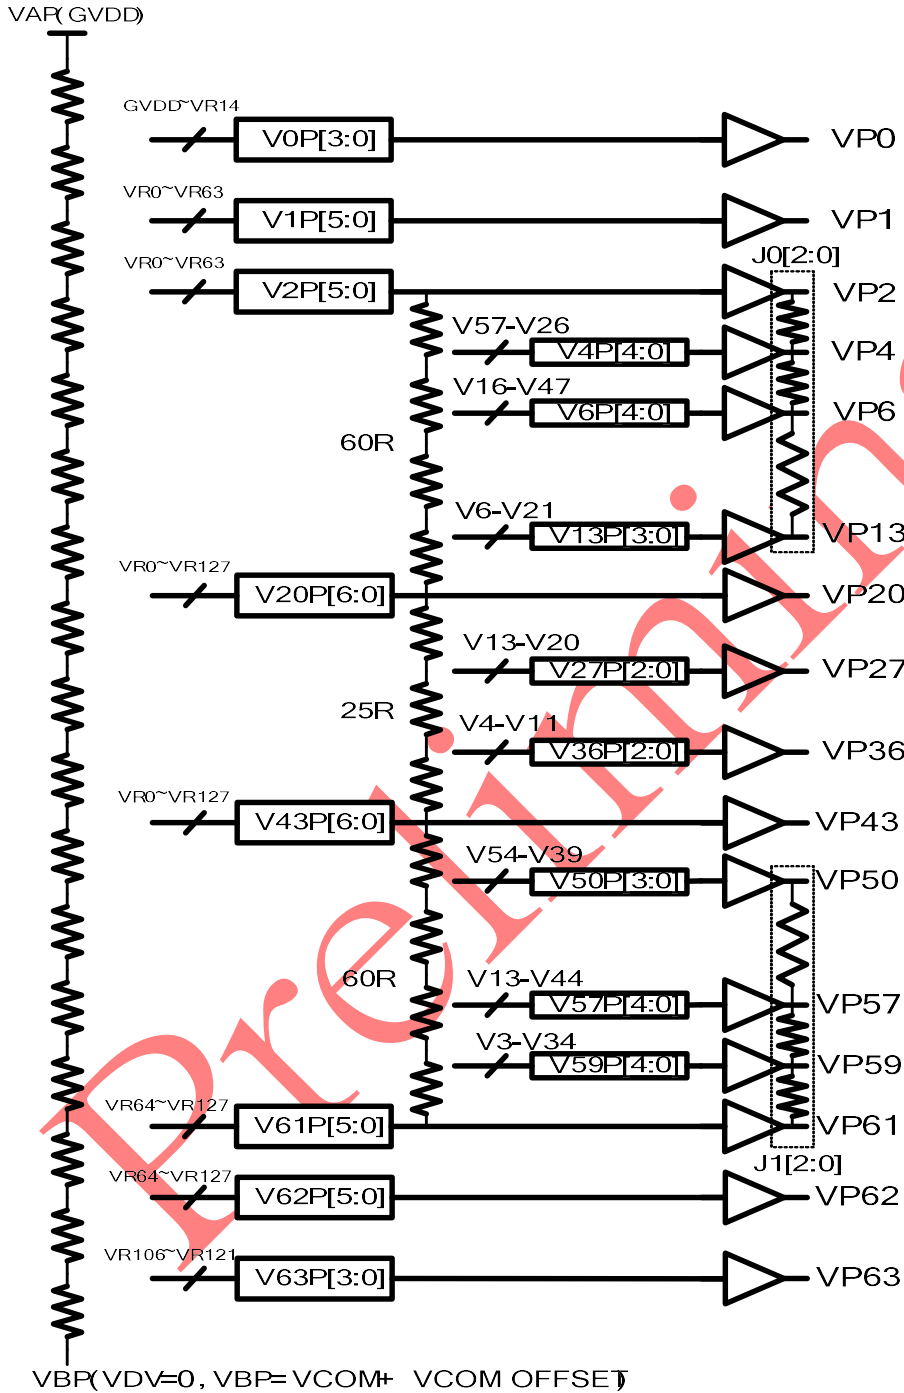 VAP(GVDD)
GVDD~VR14
V0P[3:0]
VP0
VR0~VR63
V1P[5:0]
VP1
J0[2:0]
VR0~VR63
V2P[5:0]
VP2
V57-V26
V4P[4:0]
VP4
V16-V47
V6P[4:0]
VP6
60R
V6-V21
V13P[3:0]
VP13
VR0~VR127
V20P[6:0]
VP20
V13-V20
V27P[2:0]
VP27
25R
V4-V11
V36P[2:0]
VP36
VR0~VR127
V43P[6:0]
VP43
V54-V39
V50P[3:0]
VP50
60R
V13-V44
V57P[4:0]
VP57
V3-V34
V59P[4:0]
VP59
VR64~VR127
V61P[5:0]
VP61
J1[2:0]
VR64~VR127
V62P[5:0]
VP62
VR106~VR121
V63P[3:0]
VP63
VBP(VDV=0, VBP=VCOM+ VCOM OFFSET)
Prelimin